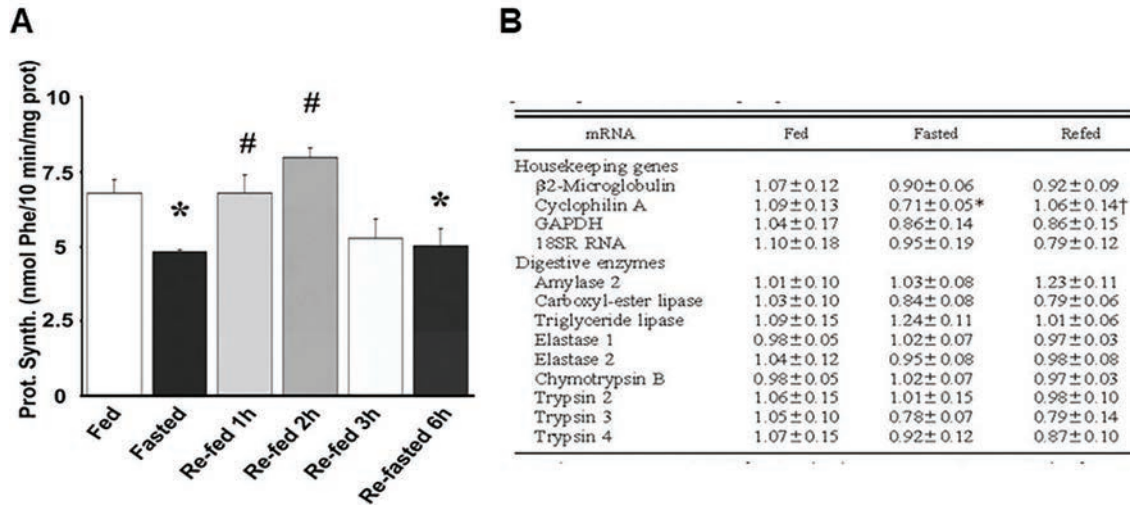 A
Prot. Synth. (nmol Phe/10 min/mg prot)
10
7.5
5
2.5
0
*
#
#
*
Fed
Fasted
Re-fed 1h
Re-fed 2h
Re-fed 3h
Re-fasted 6h
B
mRNA Fed Fasted Refed
Housekeeping genes
β2-Microglobulin 1.07±0.12 0.90±0.06 0.92±0.09
Cyclophilin A 1.09±0.13 0.71±0.05* 1.06±0.14†
GAPDH 1.04±0.17 0.86±0.14 0.86±0.15
18SR RNA 1.10±0.18 0.95±0.19 0.79±0.12
Digestive enzymes
Amylase 2 1.01±0.10 1.03±0.08 1.23±0.11
Carboxyl-ester lipase 1.03±0.10 0.84±0.08 0.79±0.06
Triglyceride lipase 1.09±0.15 1.24±0.11 1.01±0.06
Elastase 1 0.98±0.05 1.02±0.07 0.97±0.03
Elastase 2 1.04±0.12 0.95±0.08 0.98±0.08
Chymotrypsin B 0.98±0.05 1.02±0.07 0.97±0.03
Trypsin 2 1.06±0.15 1.01±0.15 0.98±0.10
Trypsin 3 1.05±0.10 0.78±0.07 0.79±0.14
Trypsin 4 1.07±0.15 0.92±0.12 0.87±0.10